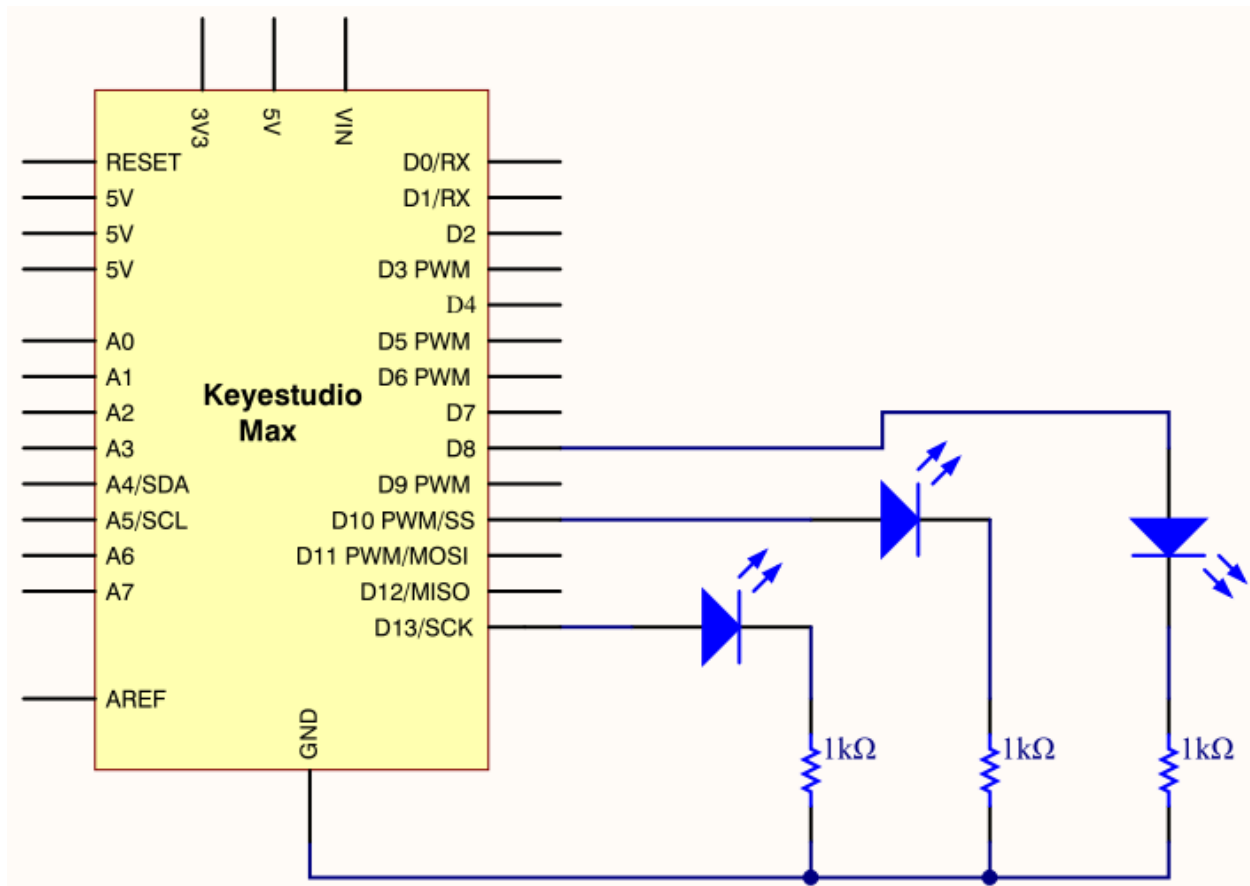 3V3
5V
VIN
RESET
5V
5V
5V
A0
A1
A2
A3
A4/SDA
A5/SCL
A6
A7
AREF
Keyestudio
Max
D0/RX
D1/RX
D2
D3 PWM
D4
D5 PWM
D6 PWM
D7
D8
D9 PWM
D10 PWM/SS
D11 PWM/MOSI
D12/MISO
D13/SCK
GND
1kΩ
1kΩ
1kΩ